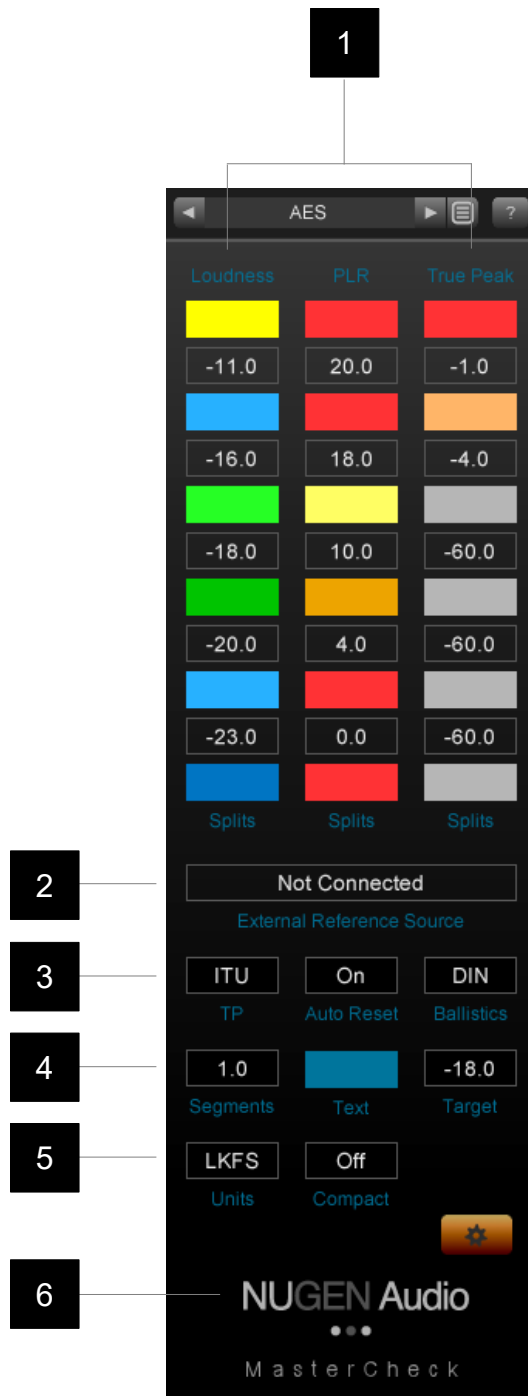 1
AES
?
Loudness PLR True Peak
-11.0 20.0 -1.0
-16.0 18.0 -4.0
-18.0 10.0 -60.0
-20.0 4.0 -60.0
-23.0 0.0 -60.0
Splits Splits Splits
2
Not Connected
External Reference Source
3
ITU On DIN
TP Auto Reset Ballistics
4
1.0 -18.0
Segments Text Target
5
LKFS Off
Units Compact
6
NUGEN Audio
MasterCheck